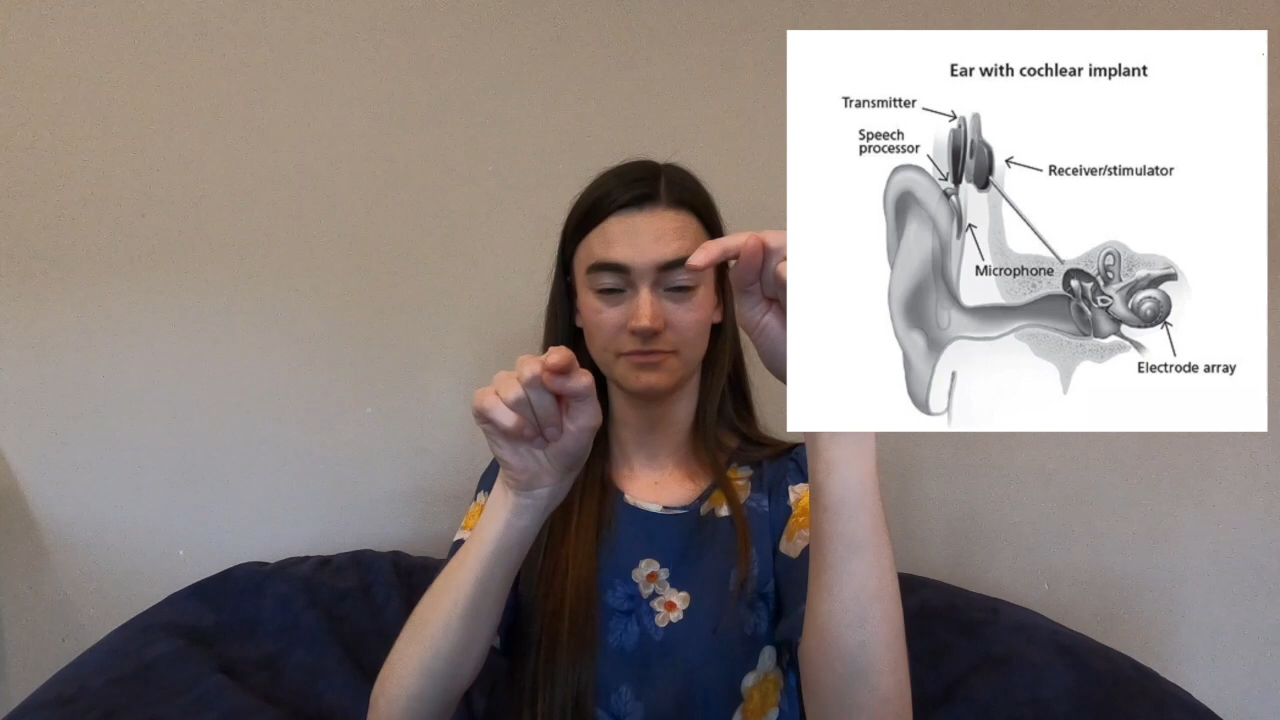 Ear with cochlear implant
Transmitter
Speech
processor
Receiver/stimulator
Microphone
Electrode array